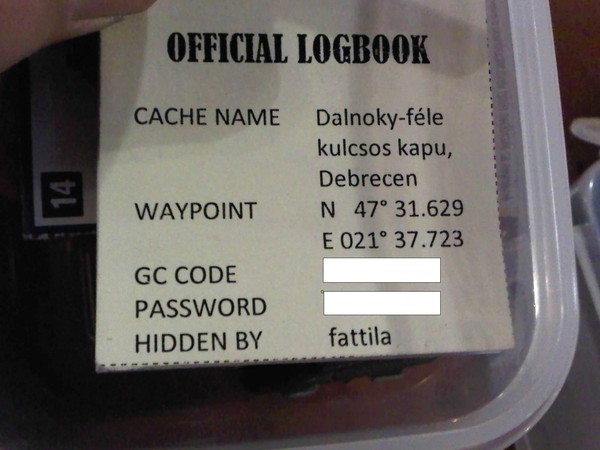 OFFICIAL LOGBOOK
CACHE NAME Dalnoky-féle
kulcsos kapu,
Debrecen
WAYPOINT N 47° 31.629
E 021° 37.723
GC CODE
PASSWORD
HIDDEN BY fattila
14